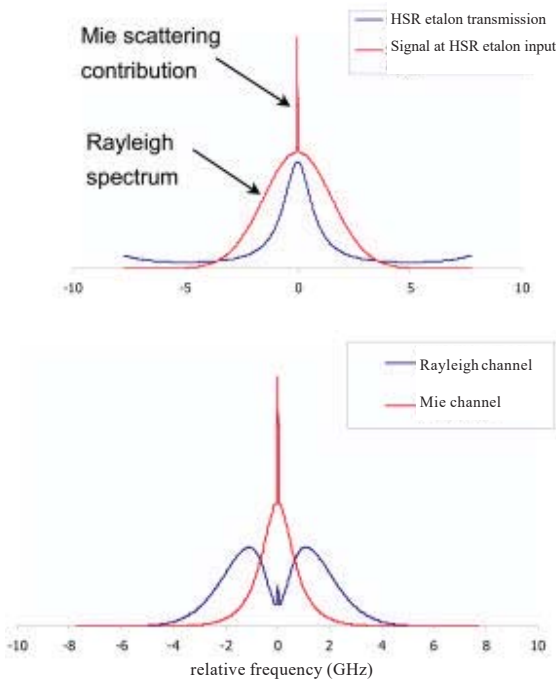 HSR etalon transmission
Signal at HSR etalon input
Mie scattering
contribution
Rayleigh
spectrum
-10 -5 0 5 10
Rayleigh channel
Mie channel
-10 -8 -6 -4 -2 0 2 4 6 8 10
relative frequency (GHz)